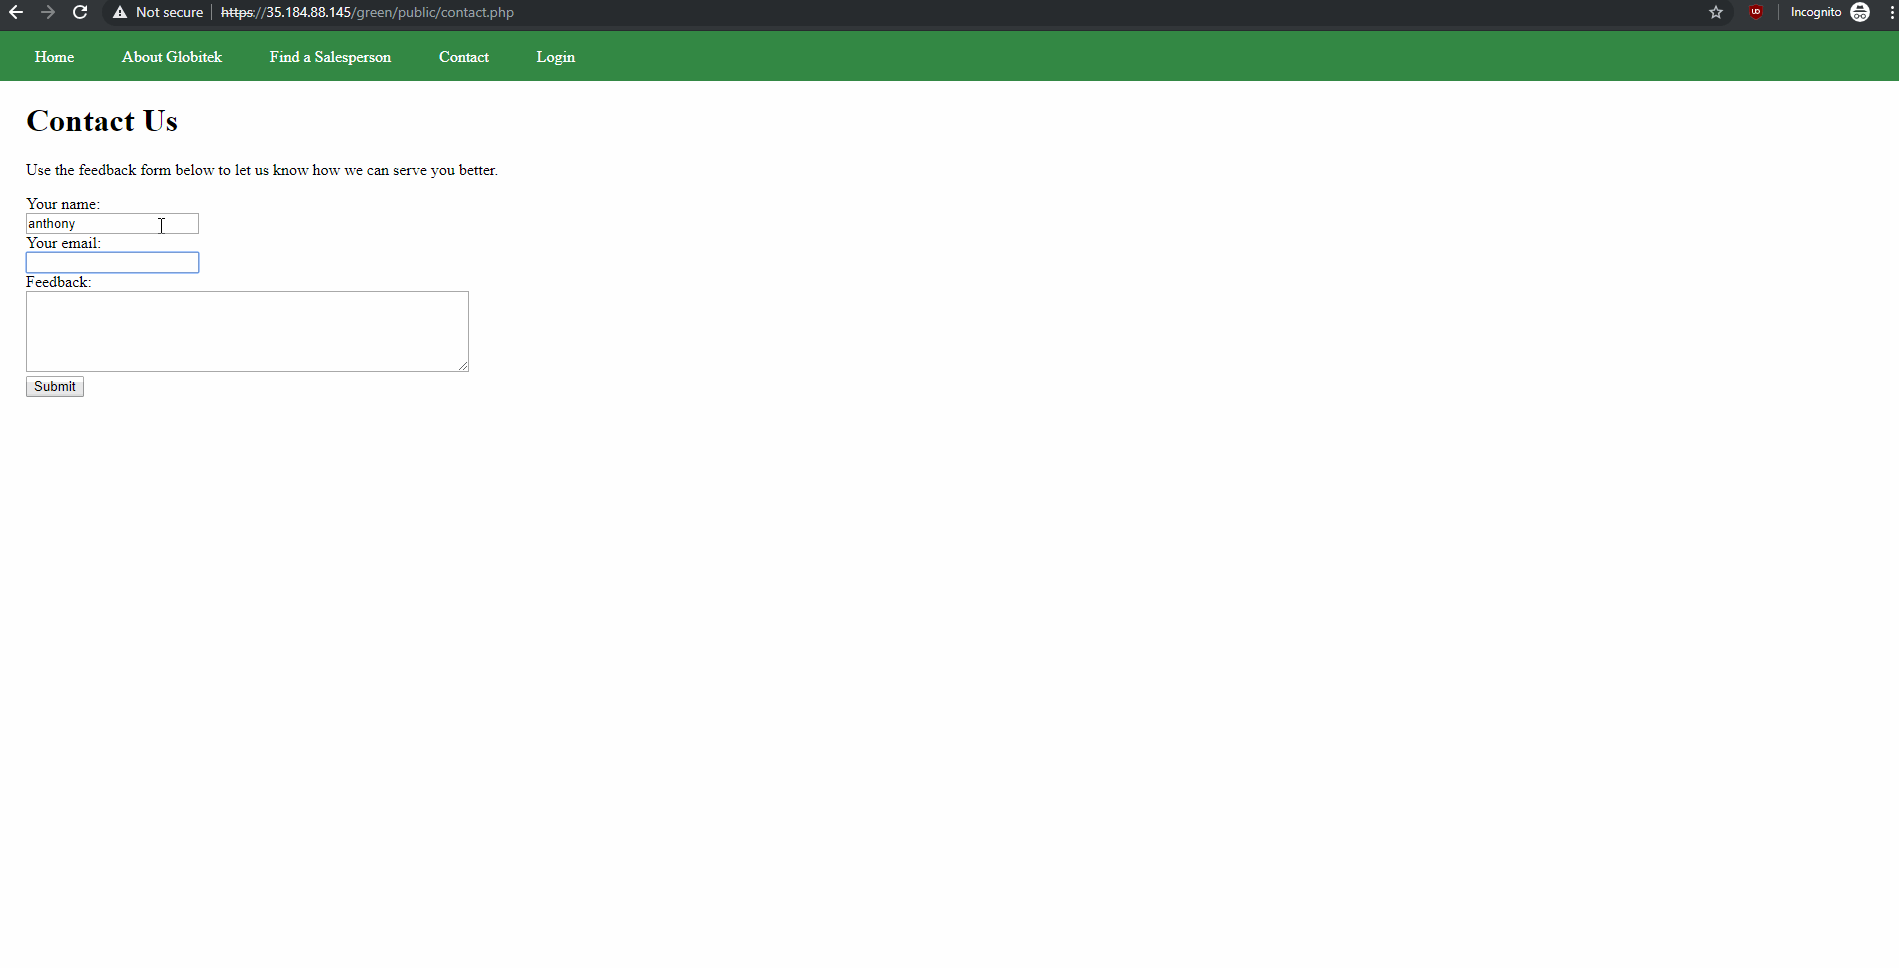 Not secure | https://35.184.88.145/green/public/contact.php UD Incognito
Home About Globitek Find a Salesperson Contact Login
Contact Us
Use the feedback form below to let us know how we can serve you better.
Your name:
anthony
Your email:
Feedback:
Submit